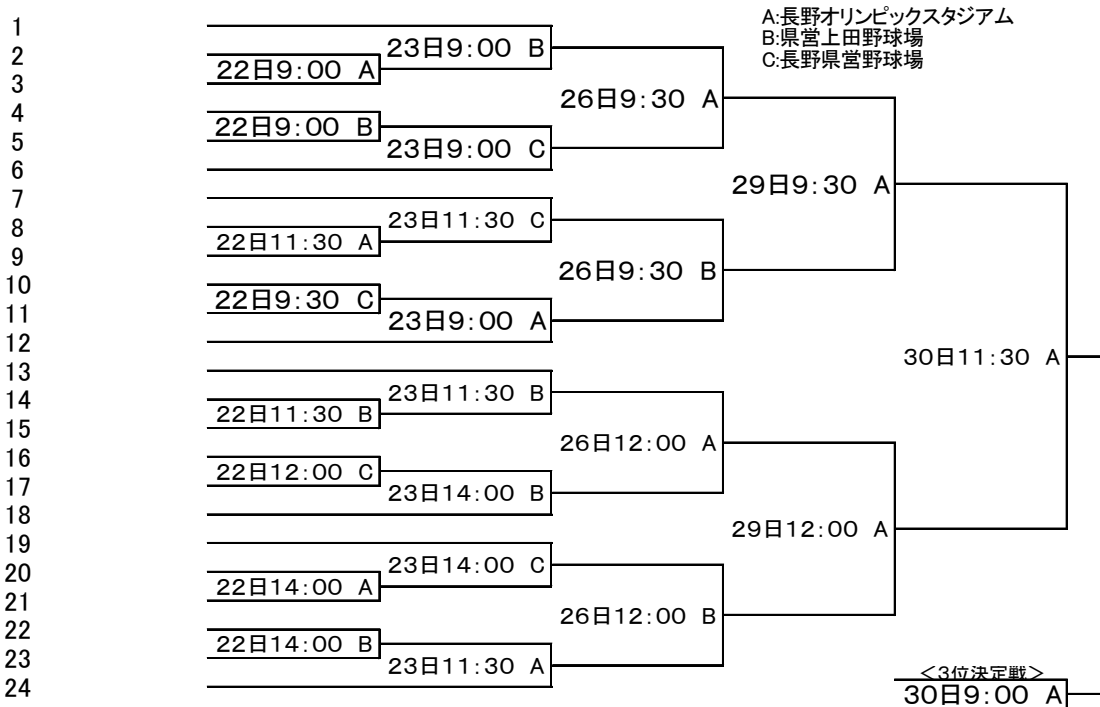 A:長野オリンピックスタジアム
B:県営上田野球場
C:長野県営野球場
1
2
3
4
5
6
7
8
9
10
11
12
13
14
15
16
17
18
19
20
21
22
23
24
22日9:00 A
22日9:00 B
22日11:30 A
22日9:30 C
22日11:30 B
22日12:00 C
22日14:00 A
22日14:00 B
23日9:00 B
23日9:00 C
23日11:30 C
23日9:00 A
23日11:30 B
23日14:00 B
23日14:00 C
23日11:30 A
26日9:30 A
26日9:30 B
26日12:00 A
26日12:00 B
29日9:30 A
29日12:00 A
30日11:30 A
<3位決定戦>
30日9:00 A